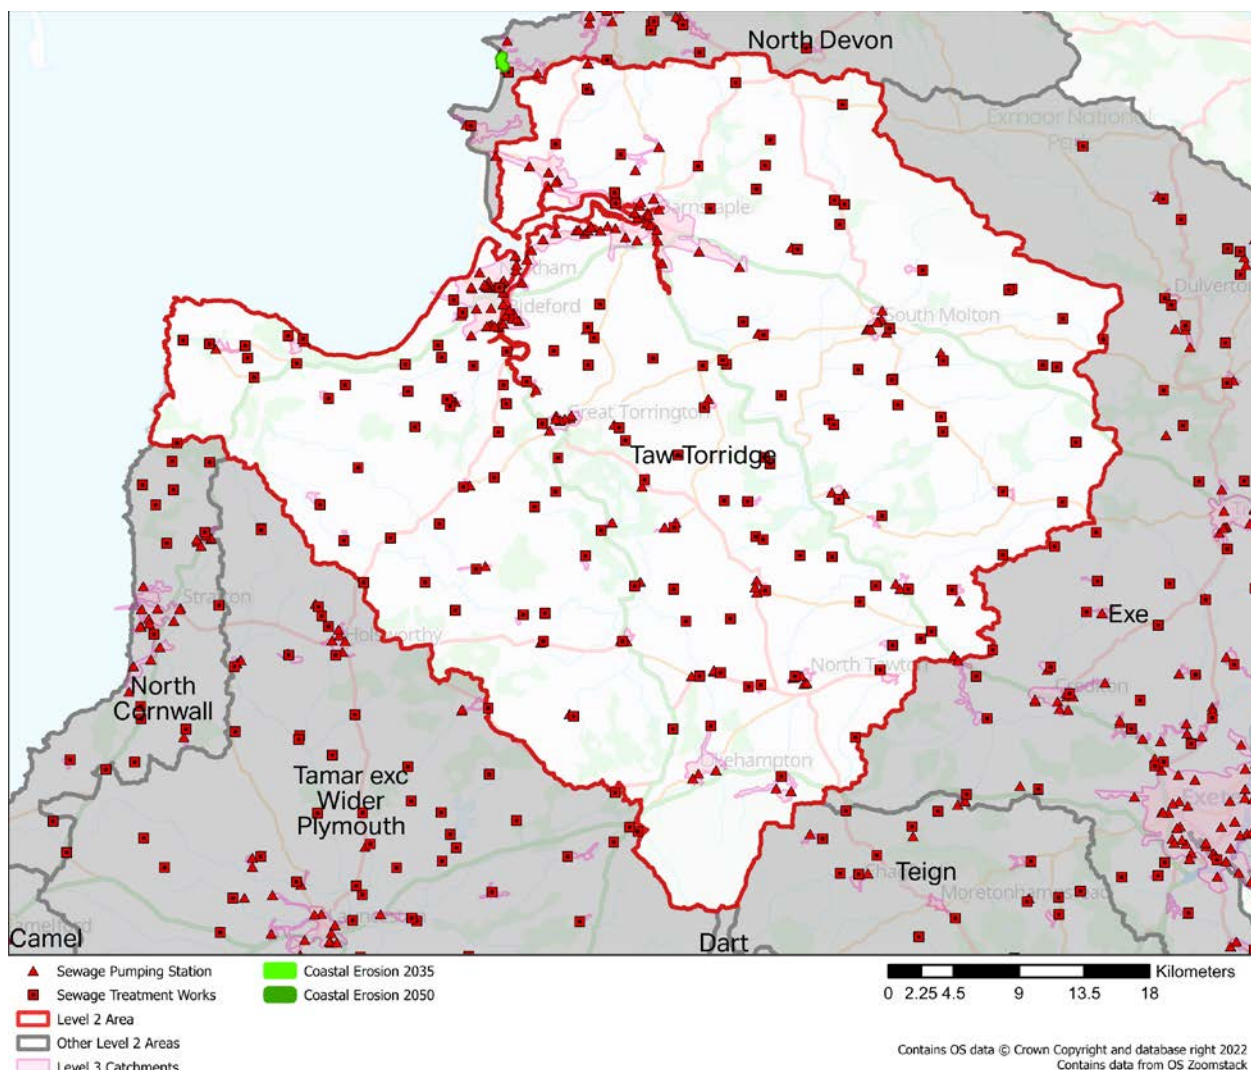 North Devon
Exmoor National
Park
Barnstaple
Northam
Bideford
Dulverton
South Molton
Great Torrington
Taw-Torridge
Stratton
Holsworthy
Exe
North
Cornwall
North Tawton
Crediton
Okehampton
Tamar exc
Wider
Plymouth
Exeter
Teign
Moretonhampstead
Launceston
Camelford
Camel
Dart
Sewage Pumping Station
Sewage Treatment Works
Level 2 Area
Other Level 2 Areas
Level 3 Catchments
Coastal Erosion 2035
Coastal Erosion 2050
Kilometers
0 2.25 4.5 9 13.5 18
Contains OS data © Crown Copyright and database right 2022
Contains data from OS Zoomstack